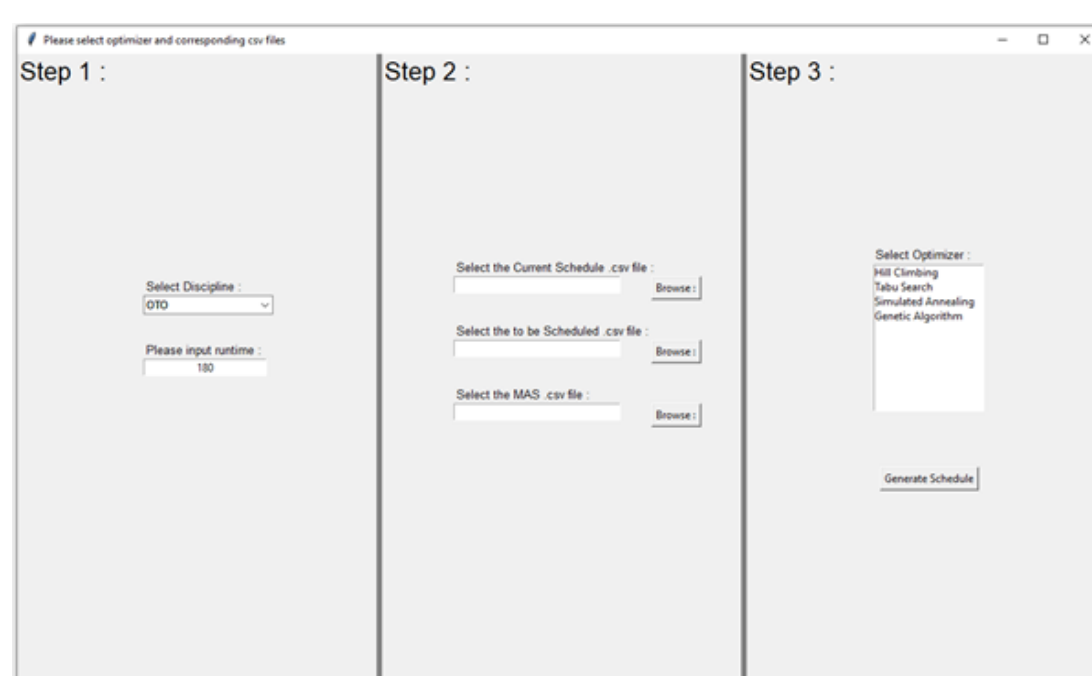 Please select optimizer and corresponding csv files
Step 1 :
Select Discipline :
OTO
Please input runtime :
180
Step 2 :
Select the Current Schedule .csv file :
Browse :
Select the to be Scheduled .csv file :
Browse :
Select the MAS .csv file :
Browse :
Step 3 :
Select Optimizer :
Hill Climbing
Tabu Search
Simulated Annealing
Genetic Algorithm
Generate Schedule